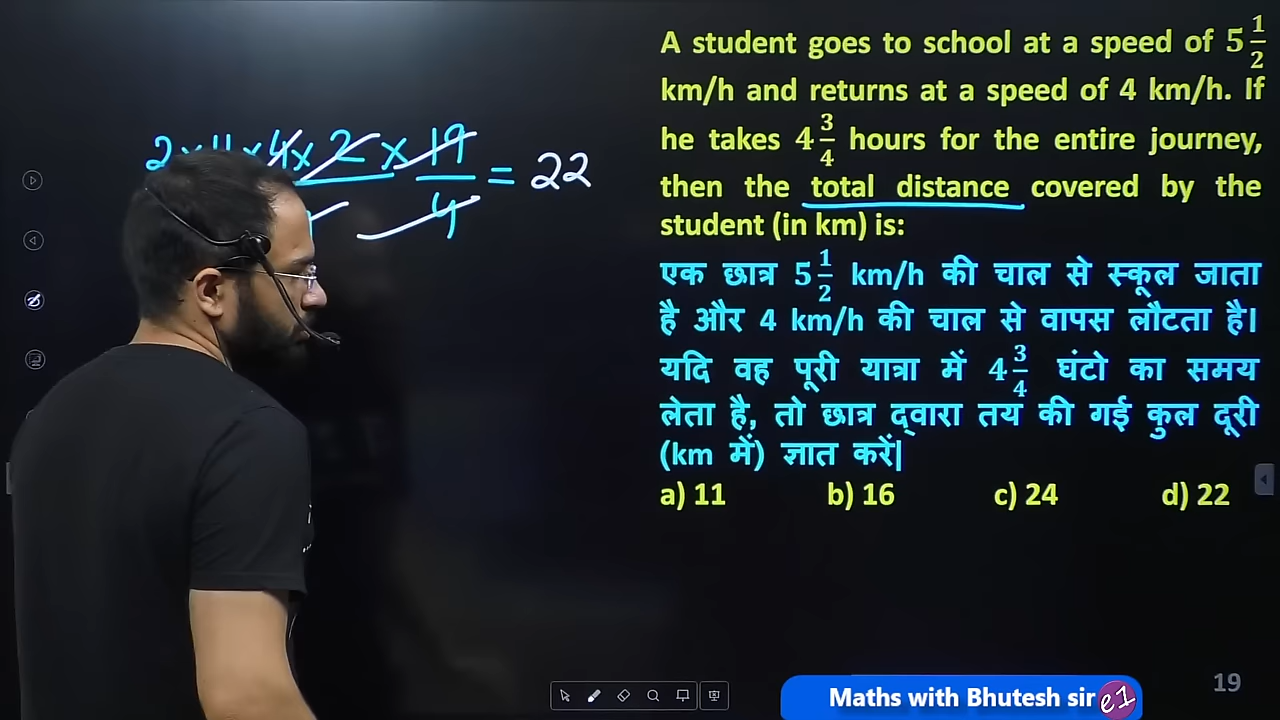 2 × 11 × 4 × 2 × 19 = 22
4
A student goes to school at a speed of 5 1/2
km/h and returns at a speed of 4 km/h. If
he takes 4 3/4 hours for the entire journey,
then the total distance covered by the
student (in km) is:
एक छात्र 5 1/2 km/h की चाल से स्कूल जाता
है और 4 km/h की चाल से वापस लौटता है।
यदि वह पूरी यात्रा में 4 3/4 घंटो का समय
लेता है, तो छात्र द्वारा तय की गई कुल दूरी
(km में) ज्ञात करें|
a) 11 b) 16 c) 24 d) 22
Maths with Bhutesh sir e1
19